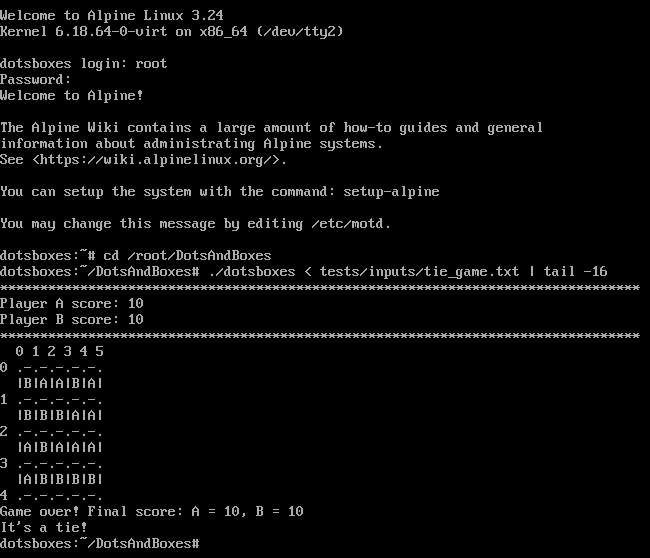 Welcome to Alpine Linux 3.24
Kernel 6.18.64-0-virt on x86_64 (/dev/tty2)
dotsboxes login: root
Password:
Welcome to Alpine!
The Alpine Wiki contains a large amount of how-to guides and general
information about administrating Alpine systems.
See <https://wiki.alpinelinux.org/>.
You can setup the system with the command: setup-alpine
You may change this message by editing /etc/motd.
dotsboxes:~# cd /root/DotsAndBoxes
dotsboxes:~/DotsAndBoxes# ./dotsboxes < tests/inputs/tie_game.txt | tail -16
********************************************************************************
Player A score: 10
Player B score: 10
********************************************************************************
  0 1 2 3 4 5
0 .-.-.-.-.-.
  |B|A|A|B|A|
1 .-.-.-.-.-.
  |B|B|B|A|A|
2 .-.-.-.-.-.
  |A|B|A|A|A|
3 .-.-.-.-.-.
  |A|B|B|B|B|
4 .-.-.-.-.-.
Game over! Final score: A = 10, B = 10
It's a tie!
dotsboxes:~/DotsAndBoxes#